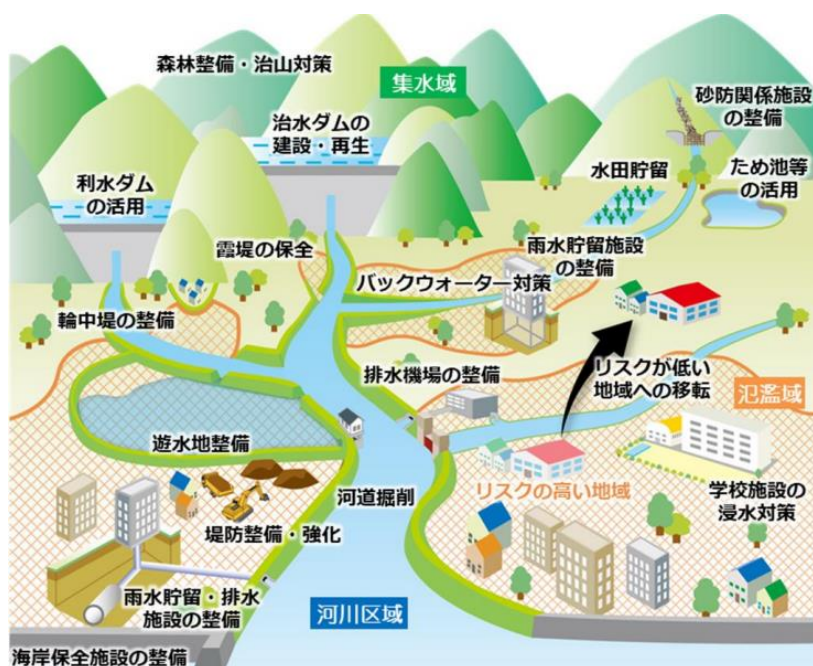 森林整備・治山対策
集水域
砂防関係施設
の整備
治水ダムの
建設・再生
水田貯留
ため池等
の活用
利水ダム
の活用
霞堤の保全
雨水貯留施設
の整備
バックウォーター対策
輪中堤の整備
排水機場の整備
リスクが低い
地域への移転
氾濫域
遊水地整備
リスクの高い地域
学校施設の
浸水対策
河道掘削
堤防整備・強化
雨水貯留・排水
施設の整備
河川区域
海岸保全施設の整備